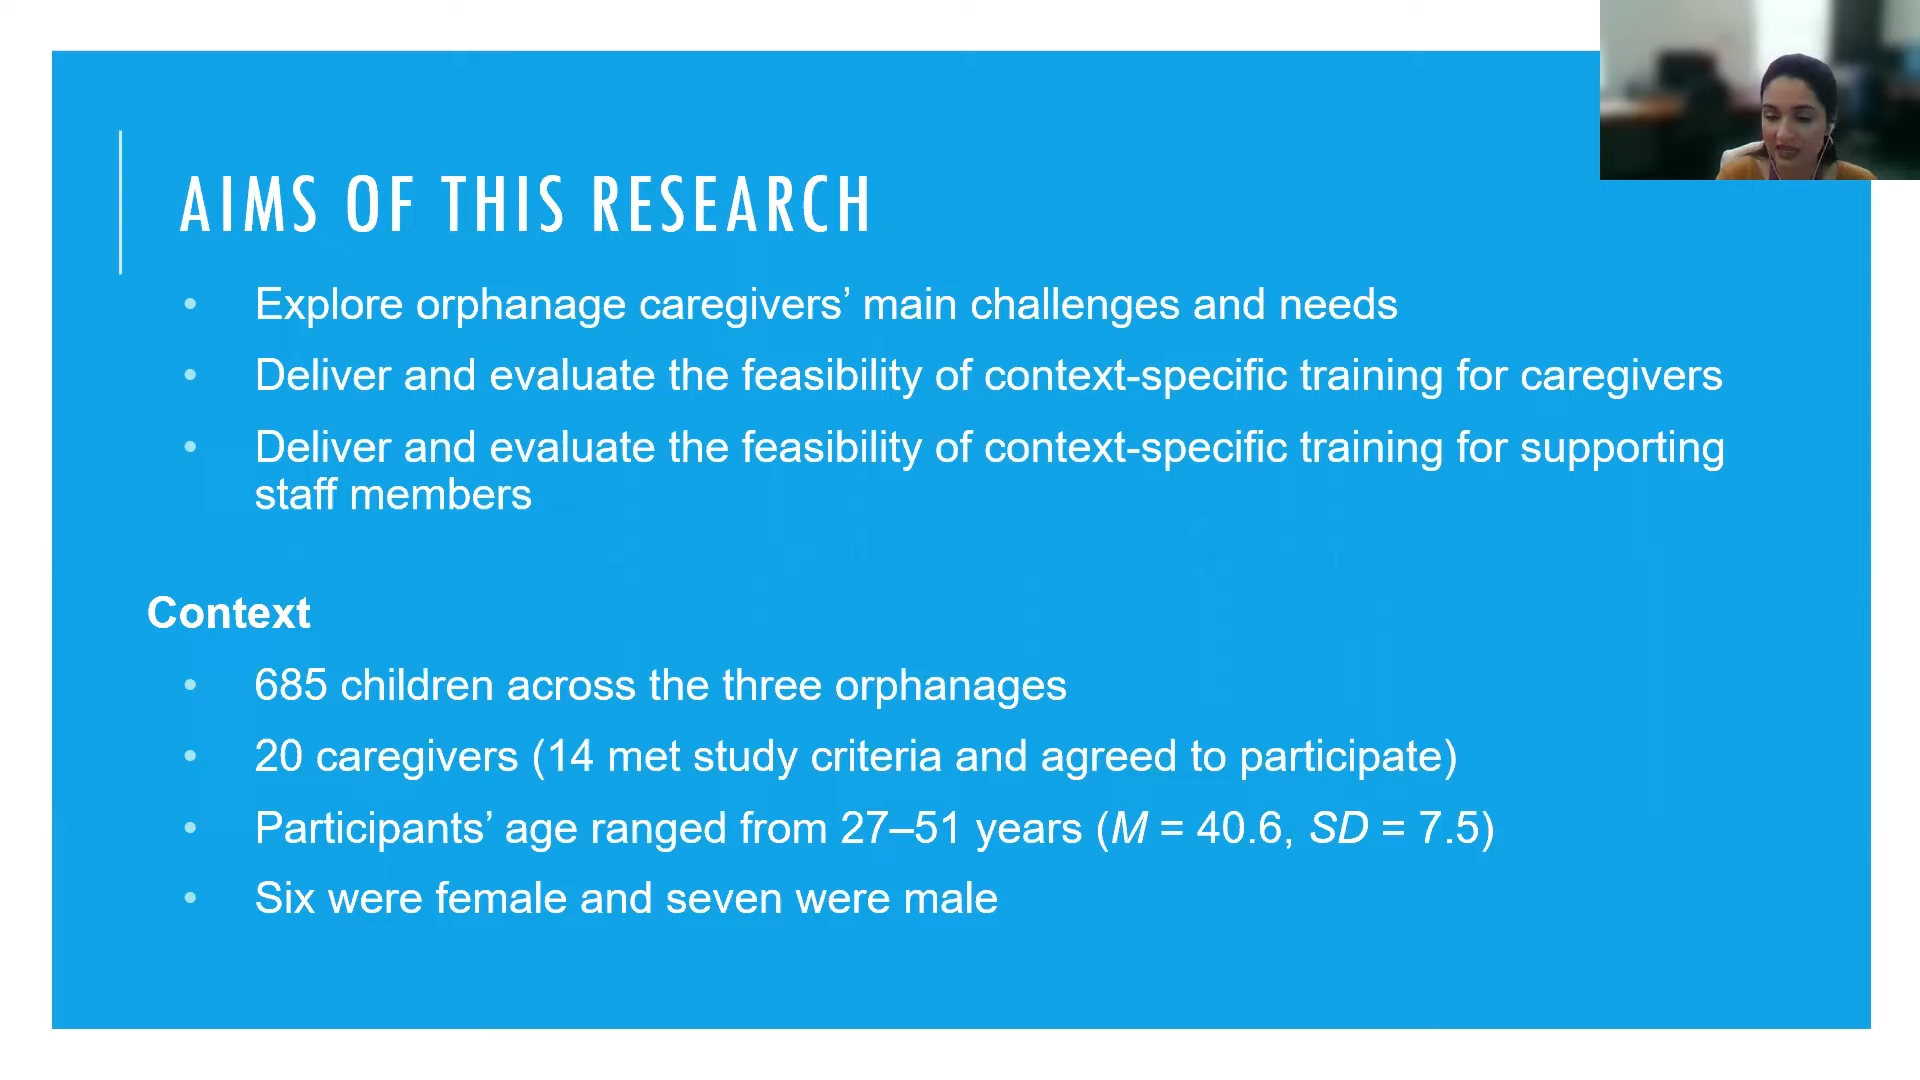 AIMS OF THIS RESEARCH
• Explore orphanage caregivers’ main challenges and needs
• Deliver and evaluate the feasibility of context-specific training for caregivers
• Deliver and evaluate the feasibility of context-specific training for supporting
staff members
Context
• 685 children across the three orphanages
• 20 caregivers (14 met study criteria and agreed to participate)
• Participants’ age ranged from 27–51 years (M = 40.6, SD = 7.5)
• Six were female and seven were male